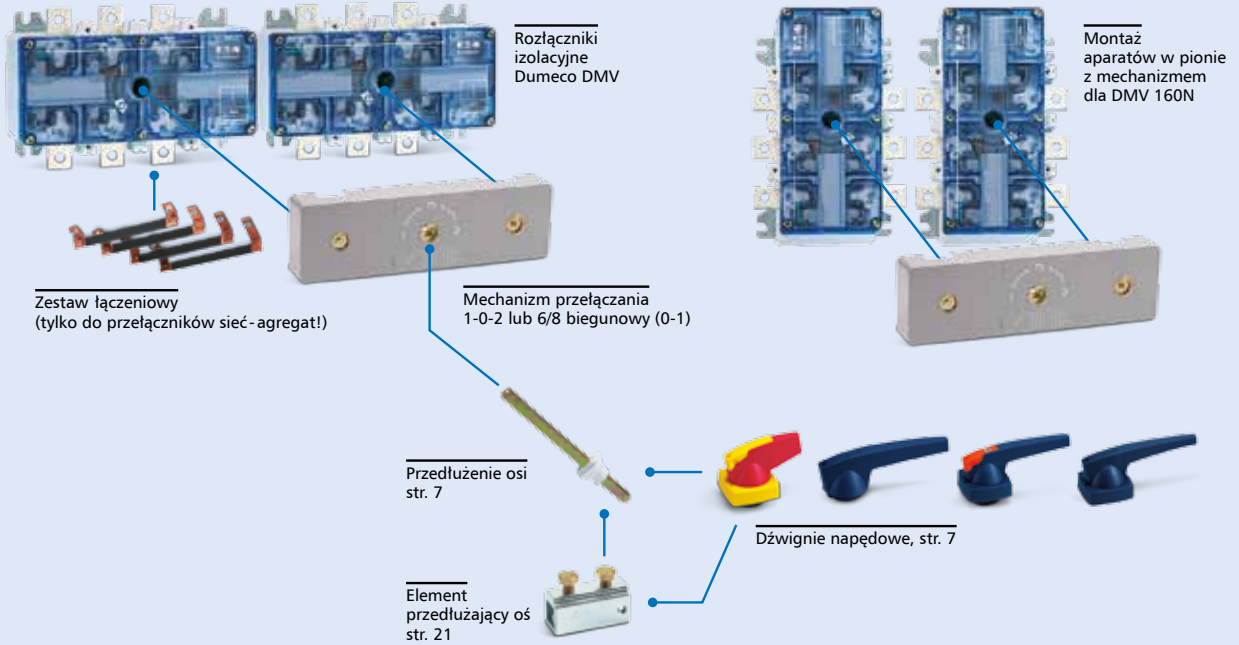 Rozłączniki
izolacyjne
Dumeco DMV
Montaż
aparatów w pionie
z mechanizmem
dla DMV 160N
Zestaw łączeniowy
(tylko do przełączników sieć-agregat!)
Mechanizm przełączania
1-0-2 lub 6/8 biegunowy (0-1)
Przedłużenie osi
str. 7
Dźwignie napędowe, str. 7
Element
przedłużający oś
str. 21